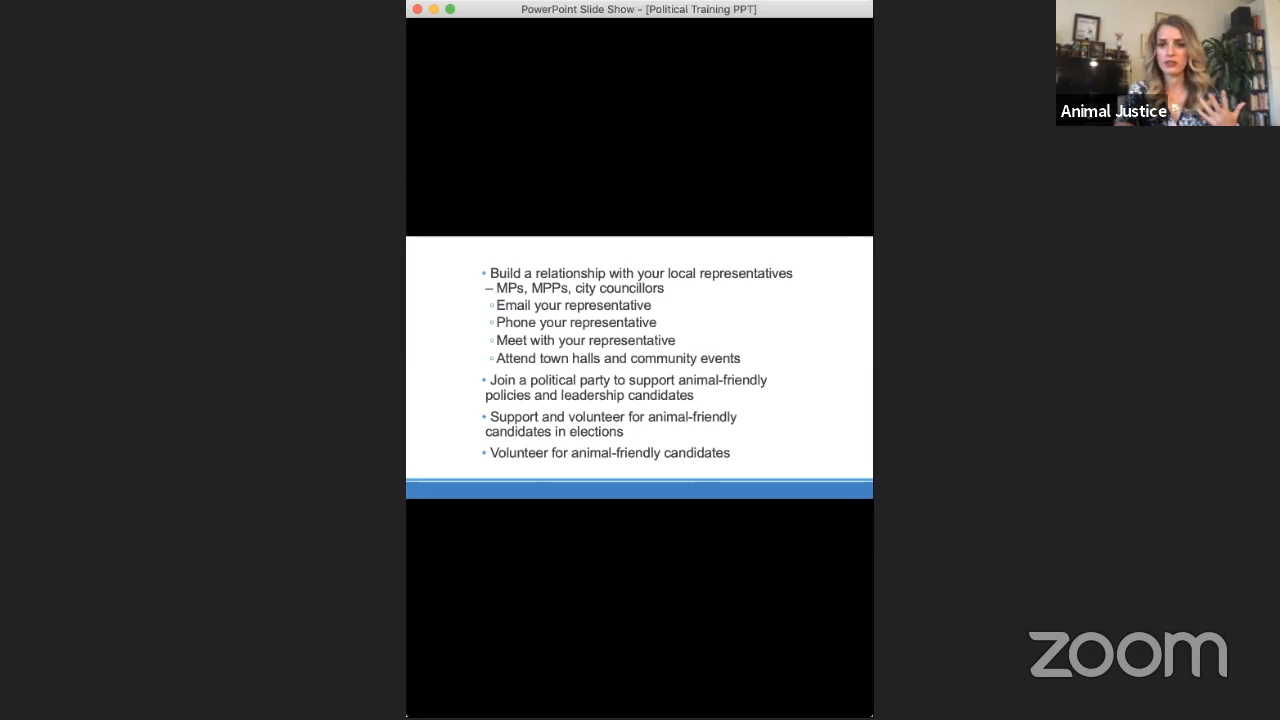 PowerPoint Slide Show - [Political Training PPT]
Animal Justice
• Build a relationship with your local representatives
– MPs, MPPs, city councillors
◦ Email your representative
◦ Phone your representative
◦ Meet with your representative
◦ Attend town halls and community events
• Join a political party to support animal-friendly
policies and leadership candidates
• Support and volunteer for animal-friendly
candidates in elections
• Volunteer for animal-friendly candidates
zoom